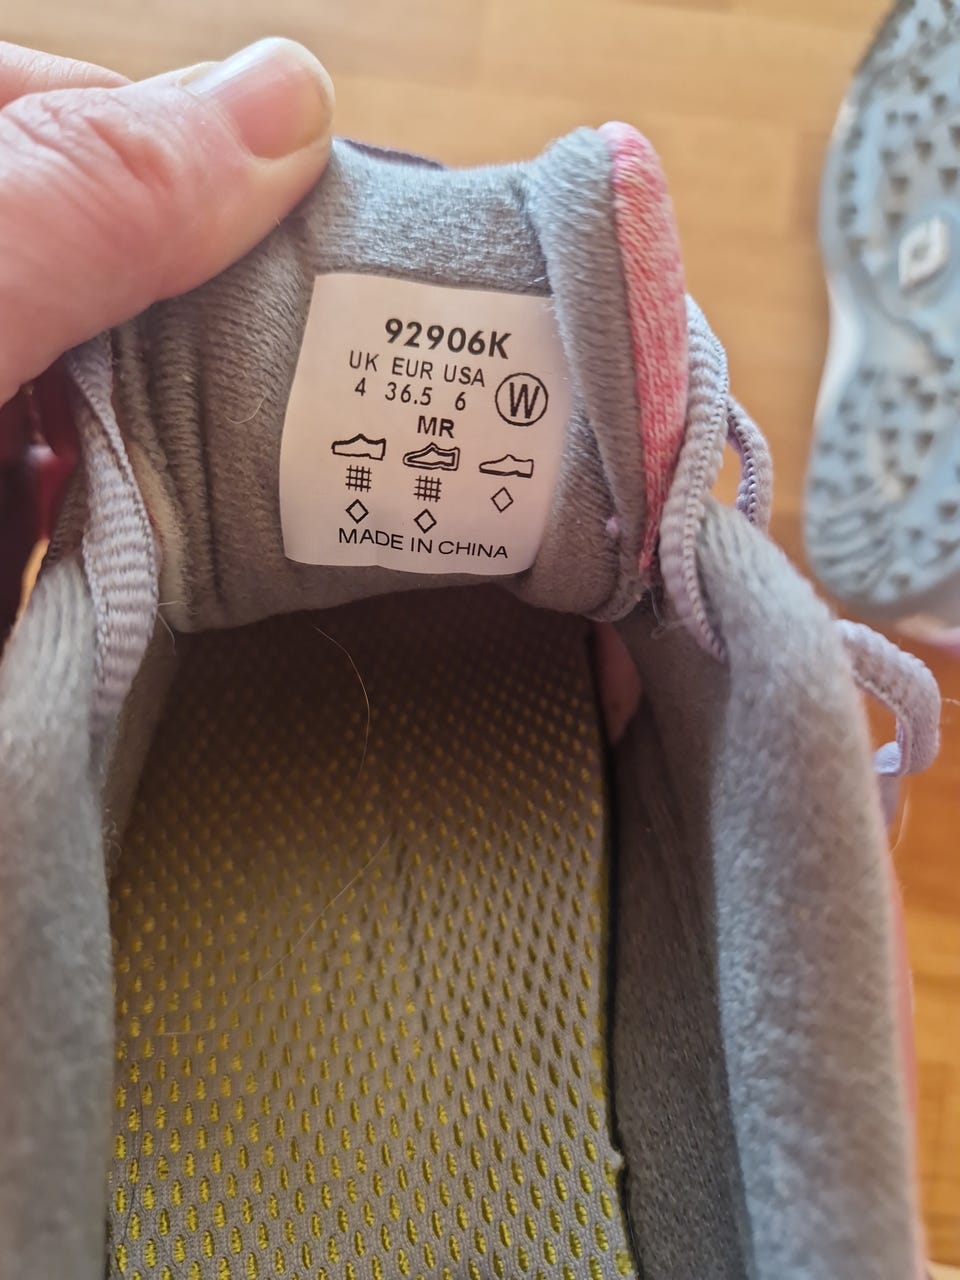 92906K
UK EUR USA
4 36.5 6 W
MR
MADE IN CHINA